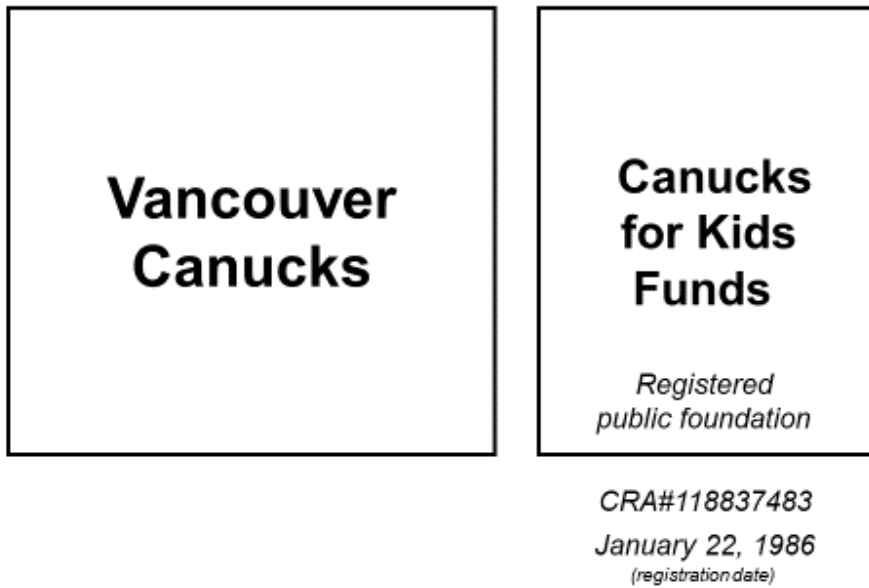 Vancouver
Canucks
Canucks
for Kids
Funds
Registered
public foundation
CRA#118837483
January 22, 1986
(registration date)